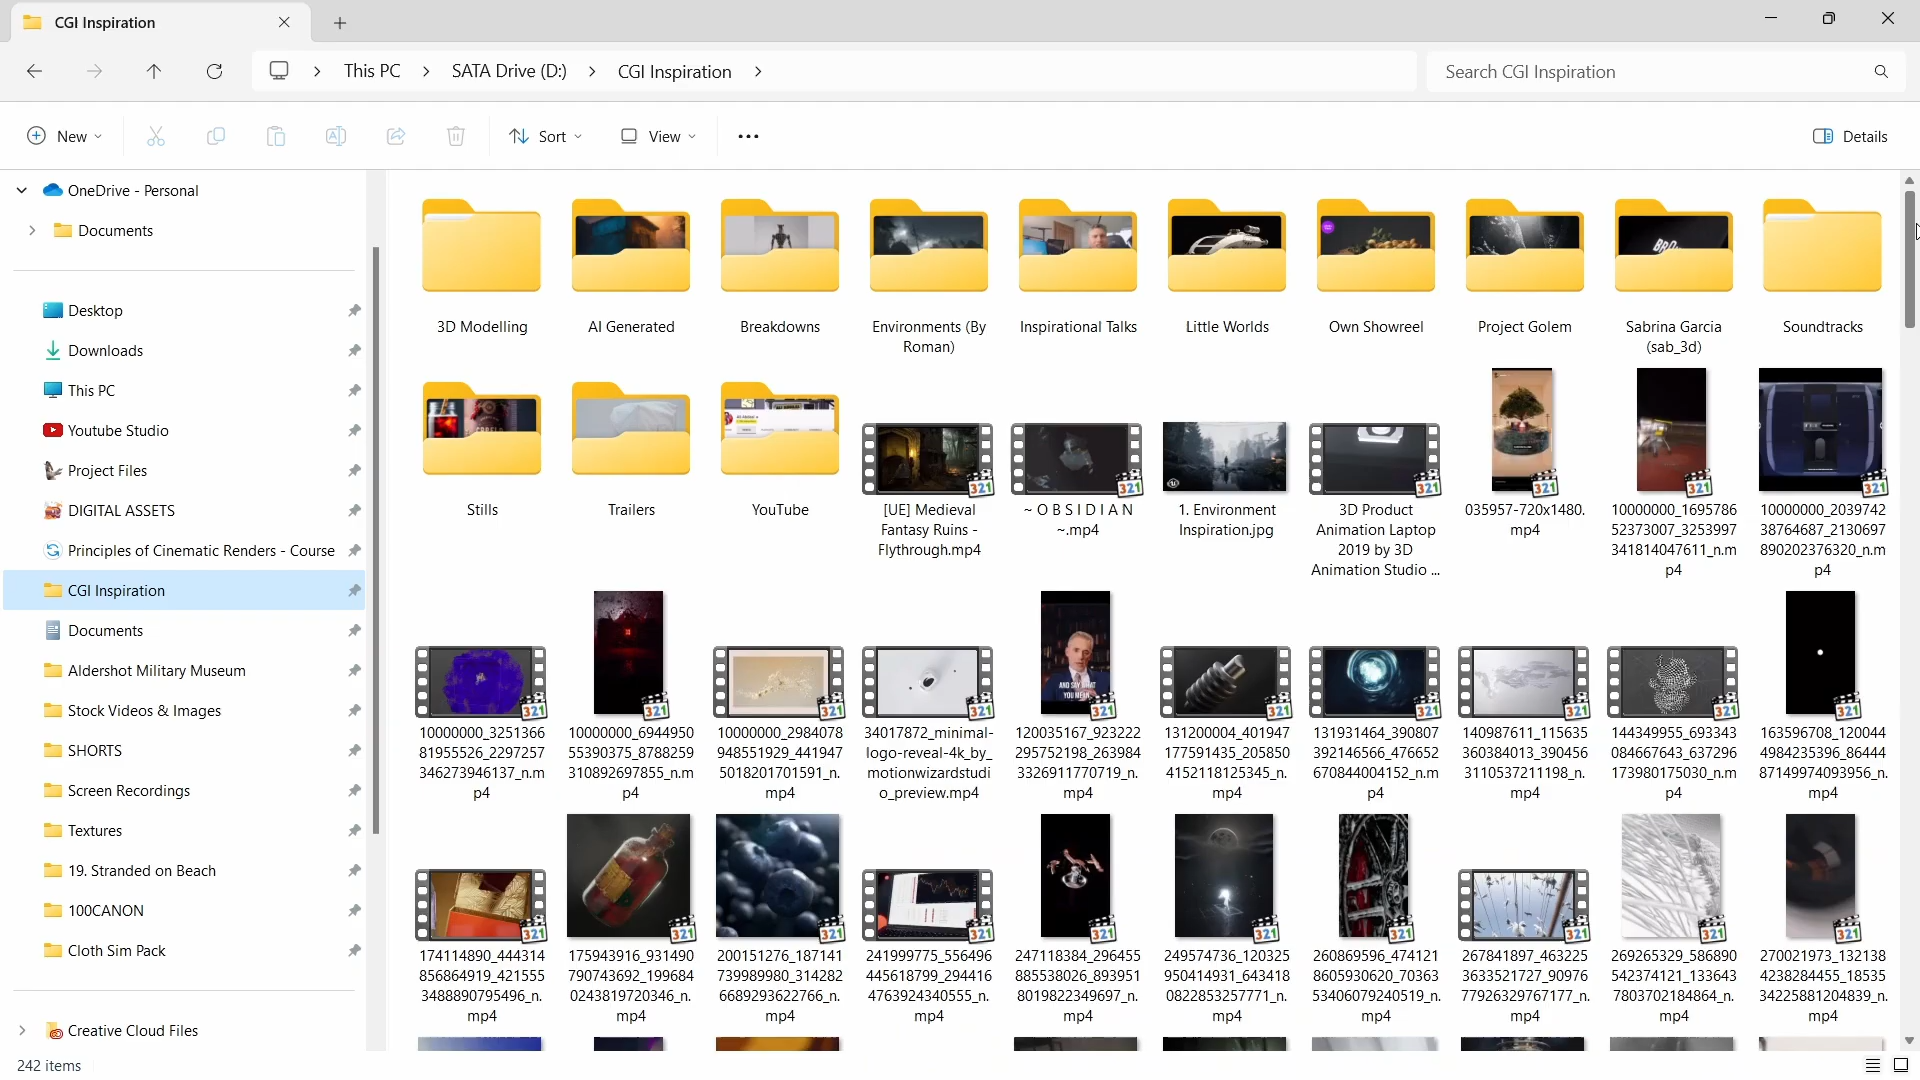 CGI Inspiration
This PC
SATA Drive (D:)
CGI Inspiration
Search CGI Inspiration
New
Sort
View
Details
OneDrive - Personal
Documents
Desktop
Downloads
This PC
Youtube Studio
Project Files
DIGITAL ASSETS
Principles of Cinematic Renders - Course
CGI Inspiration
Documents
Aldershot Military Museum
Stock Videos & Images
SHORTS
Screen Recordings
Textures
19. Stranded on Beach
100CANON
Cloth Sim Pack
Creative Cloud Files
242 items
3D Modelling
AI Generated
Breakdowns
Environments (By
Roman)
Inspirational Talks
Little Worlds
Own Showreel
Project Golem
Sabrina Garcia
(sab_3d)
Soundtracks
Stills
Trailers
YouTube
[UE] Medieval
Fantasy Ruins -
Flythrough.mp4
~ O B S I D I A N
~.mp4
1. Environment
Inspiration.jpg
3D Product
Animation Laptop
2019 by 3D
Animation Studio ...
035957-720x1480.
mp4
10000000_1695786
52373007_3253997
341814047611_n.m
p4
10000000_2039742
38764687_2130697
890202376320_n.m
p4
10000000_3251366
81955526_2297257
346273946137_n.m
p4
10000000_6944950
55390375_8788259
310892697855_n.m
p4
10000000_2984078
948551929_441947
5018201701591_n.
mp4
34017872_minimal-
logo-reveal-4k_by_
motionwizardstudi
o_preview.mp4
AND SAY WHAT
YOU MEAN
120035167_923222
295752198_263984
3326911770719_n.
mp4
131200004_401947
177591435_205850
4152118125345_n.
mp4
131931464_390807
392146566_476652
670844004152_n.m
p4
140987611_115635
360384013_390456
3110537211198_n.
mp4
144349955_693343
084667643_637296
173980175030_n.m
p4
163596708_120044
4984235396_86444
87149974093956_n.
mp4
174114890_444314
856864919_421555
3488890795496_n.
mp4
175943916_931490
790743692_199684
0243819720346_n.
mp4
200151276_187141
739989980_314282
6689293622766_n.
mp4
241999775_556496
445618799_294416
4763924340555_n.
mp4
247118384_296455
885538026_893951
8019822349697_n.
mp4
249574736_120325
950414931_643418
0822853257771_n.
mp4
260869596_474121
8605930620_70363
53406079240519_n.
mp4
267841897_463225
3633521727_90976
77926329767177_n.
mp4
269265329_586890
542374121_133643
7803702184864_n.
mp4
270021973_132138
4238284455_18535
34225881204839_n.
mp4